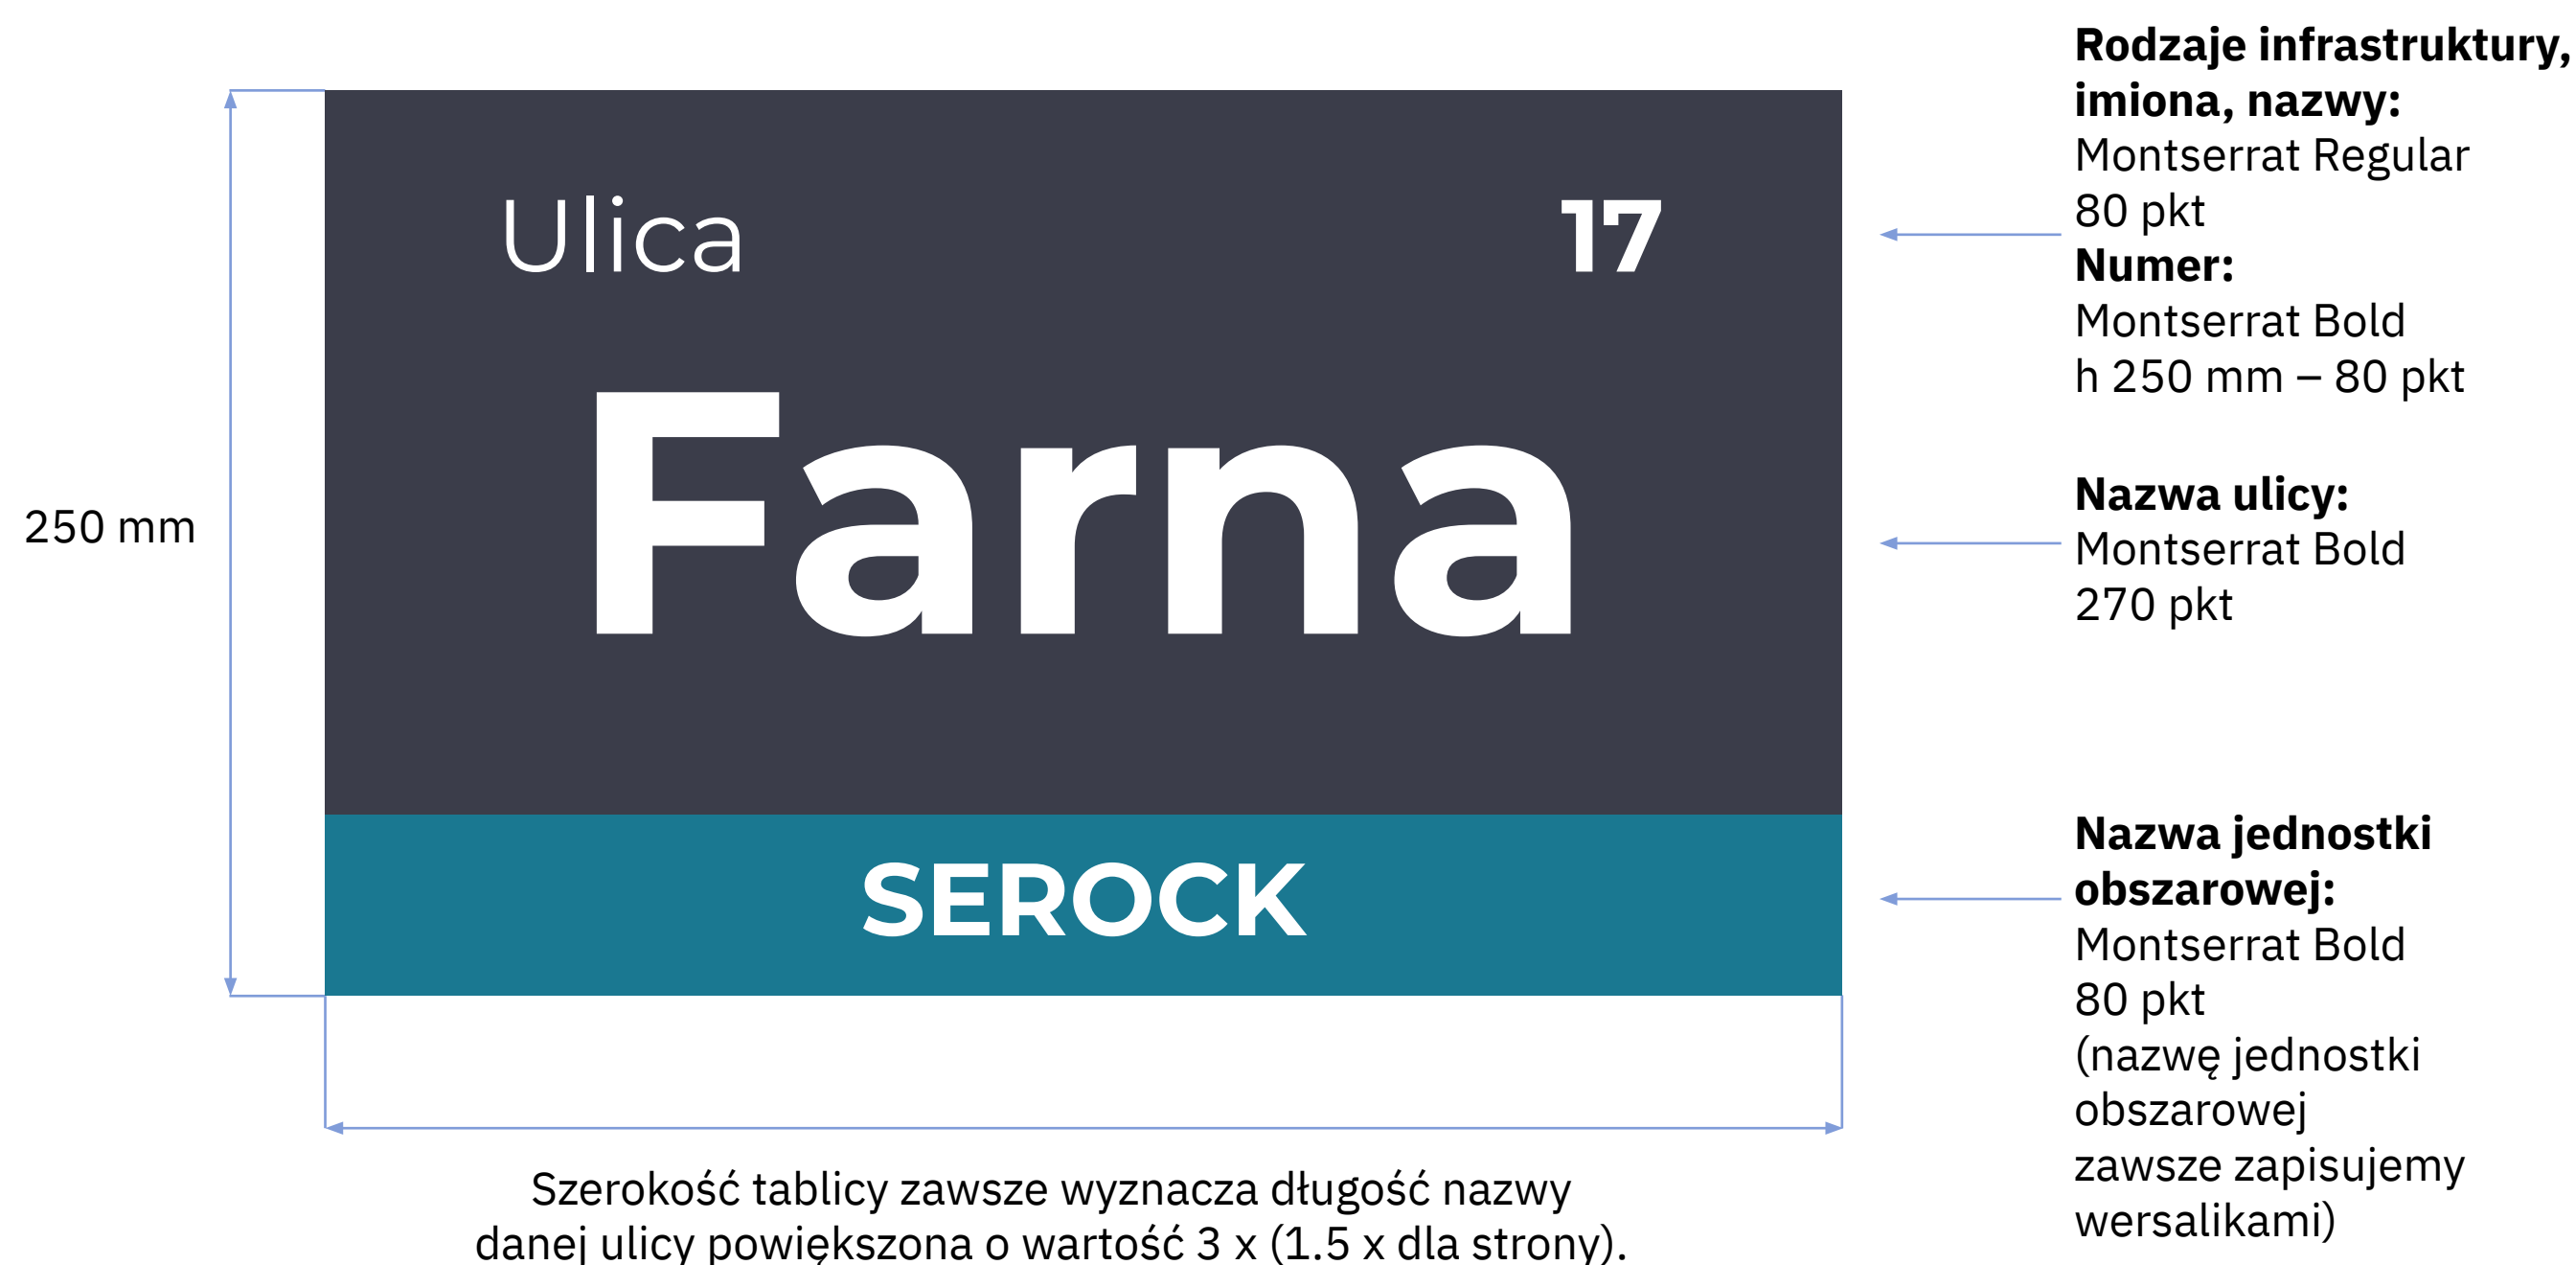 250 mm
Ulica 17
Farna
SEROCK
Szerokość tablicy zawsze wyznacza długość nazwy
danej ulicy powiększona o wartość 3 x (1.5 x dla strony).
Rodzaje infrastruktury,
imiona, nazwy:
Montserrat Regular
80 pkt
Numer:
Montserrat Bold
h 250 mm – 80 pkt
Nazwa ulicy:
Montserrat Bold
270 pkt
Nazwa jednostki
obszarowej:
Montserrat Bold
80 pkt
(nazwę jednostki
obszarowej
zawsze zapisujemy
wersalikami)